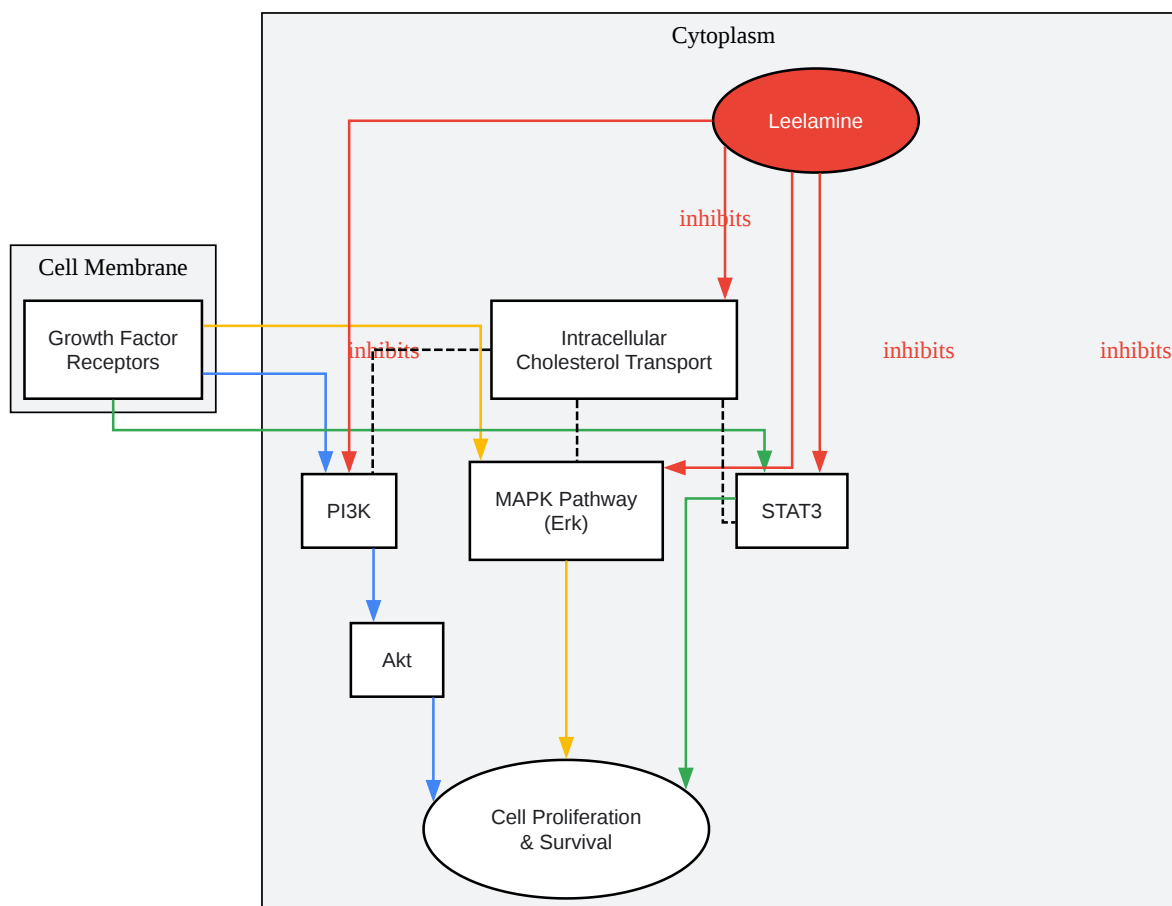 Cytoplasm
Leelamine
inhibits
Cell Membrane
Growth Factor
Receptors
Intracellular
Cholesterol Transport
inhibits
inhibits
inhibits
PI3K
MAPK Pathway
(Erk)
STAT3
Akt
Cell Proliferation
& Survival